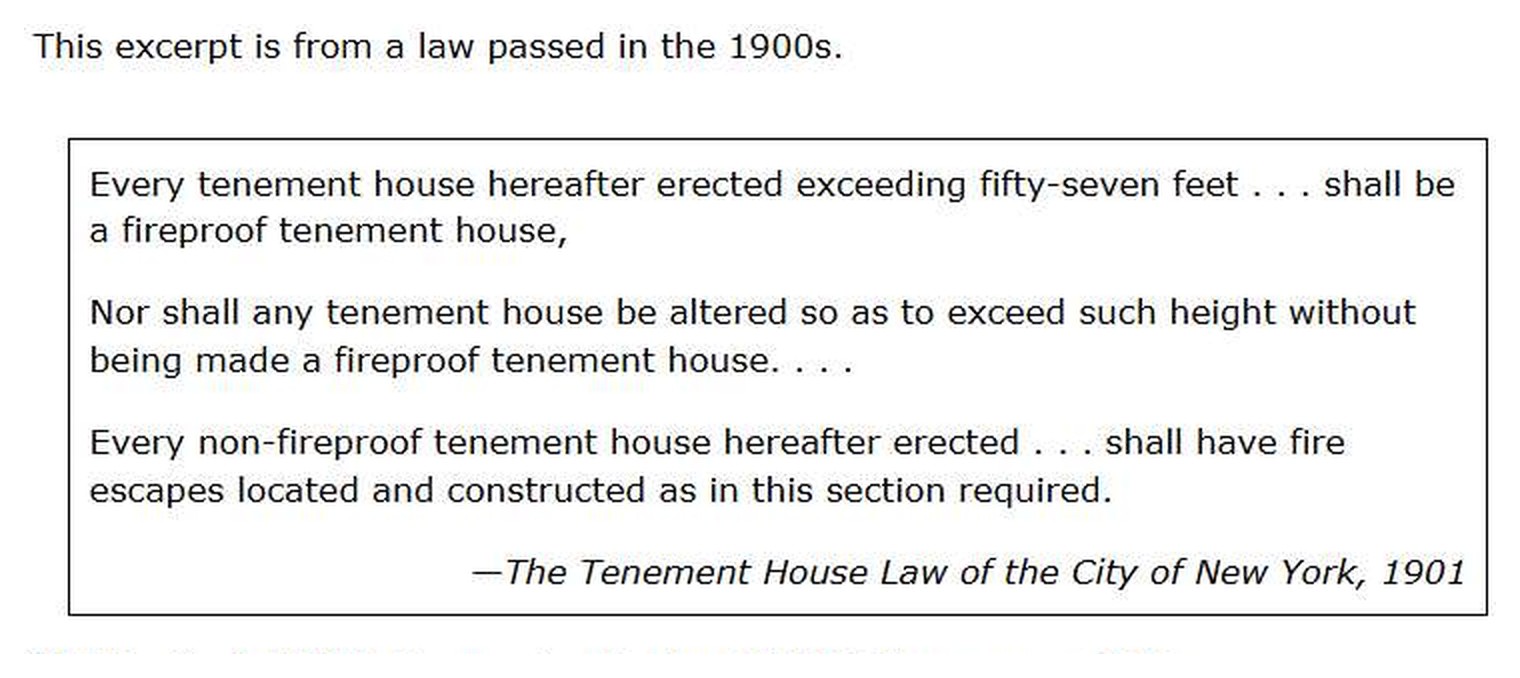 This excerpt is from a law passed in the 1900s.
Every tenement house hereafter erected exceeding fifty-seven feet . . . shall be
a fireproof tenement house,
Nor shall any tenement house be altered so as to exceed such height without
being made a fireproof tenement house. . . .
Every non-fireproof tenement house hereafter erected . . . shall have fire
escapes located and constructed as in this section required.
—The Tenement House Law of the City of New York, 1901